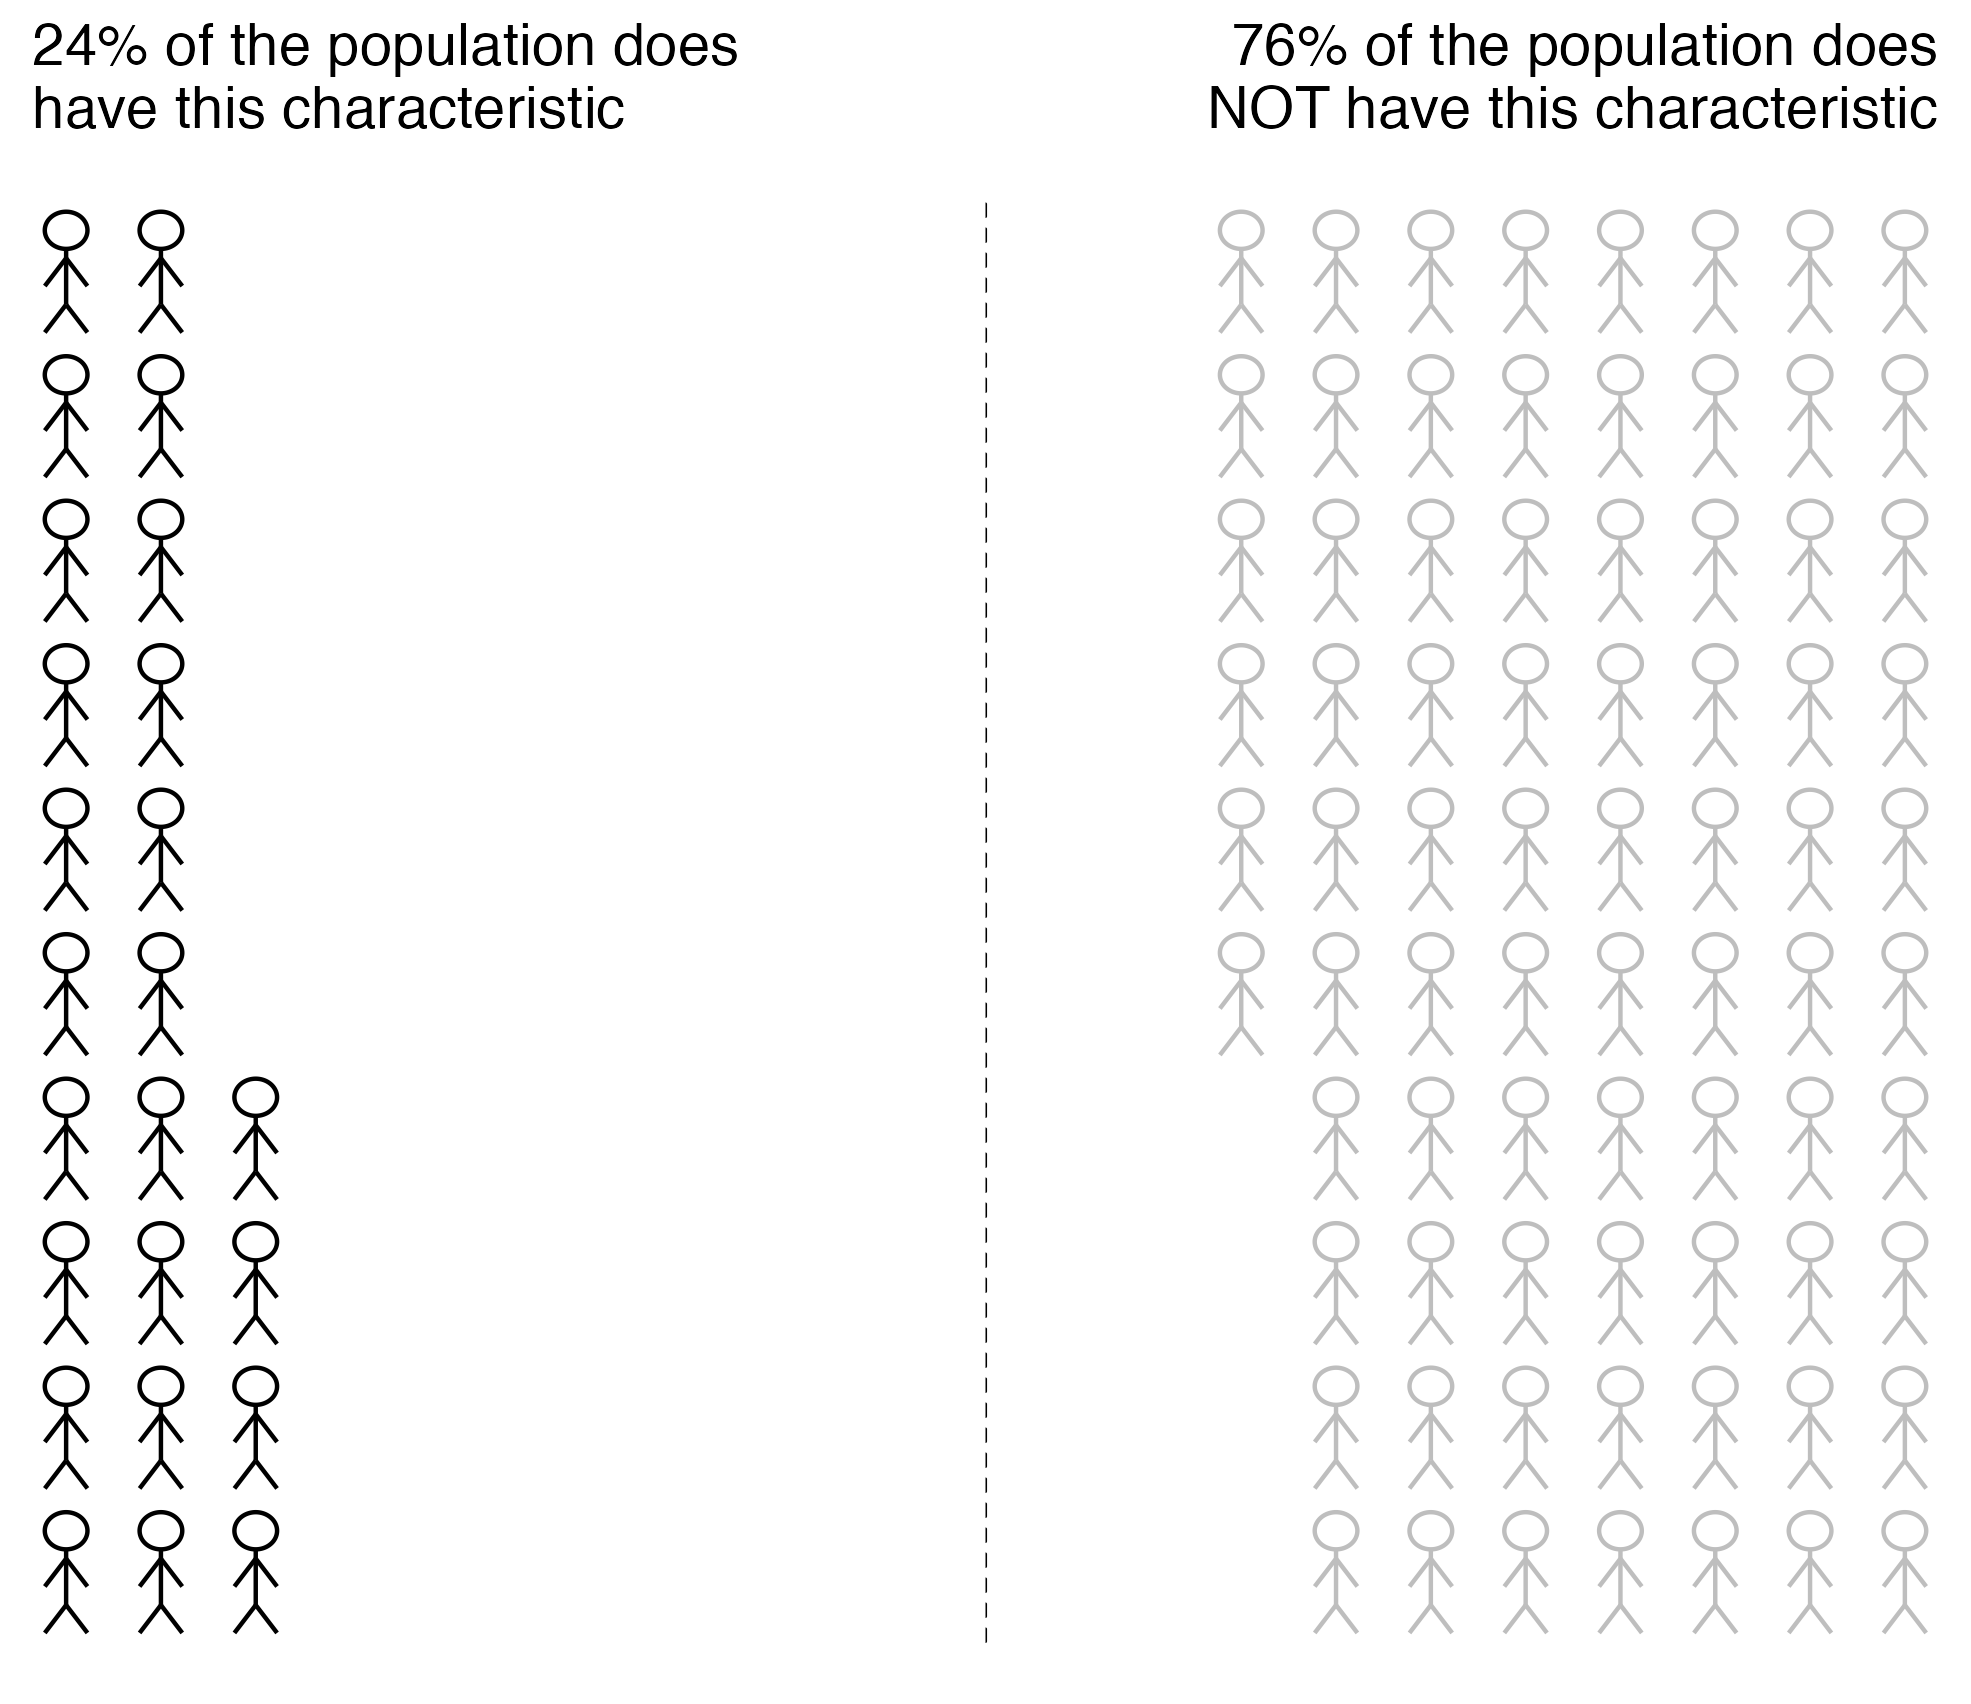 24% of the population does
have this characteristic
76% of the population does
NOT have this characteristic